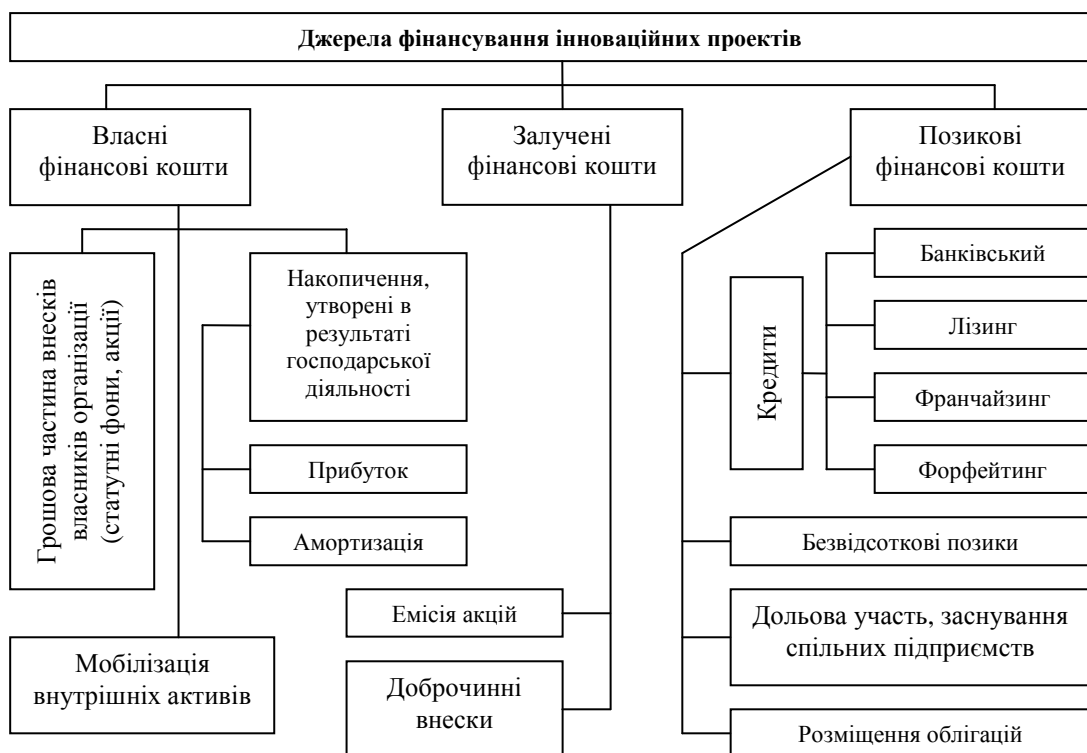 Джерела фінансування інноваційних проектів
Власні
фінансові кошти
Залучені
фінансові кошти
Позикові
фінансові кошти
Грошова частина внесків
власників організації
(статутні фони, акції)
Накопичення,
утворені в
результаті
господарської
діяльності
Прибуток
Амортизація
Мобілізація
внутрішніх активів
Емісія акцій
Доброчинні
внески
Кредити
Банківський
Лізинг
Франчайзинг
Форфейтинг
Безвідсоткові позики
Дольова участь, заснування
спільних підприємств
Розміщення облігацій